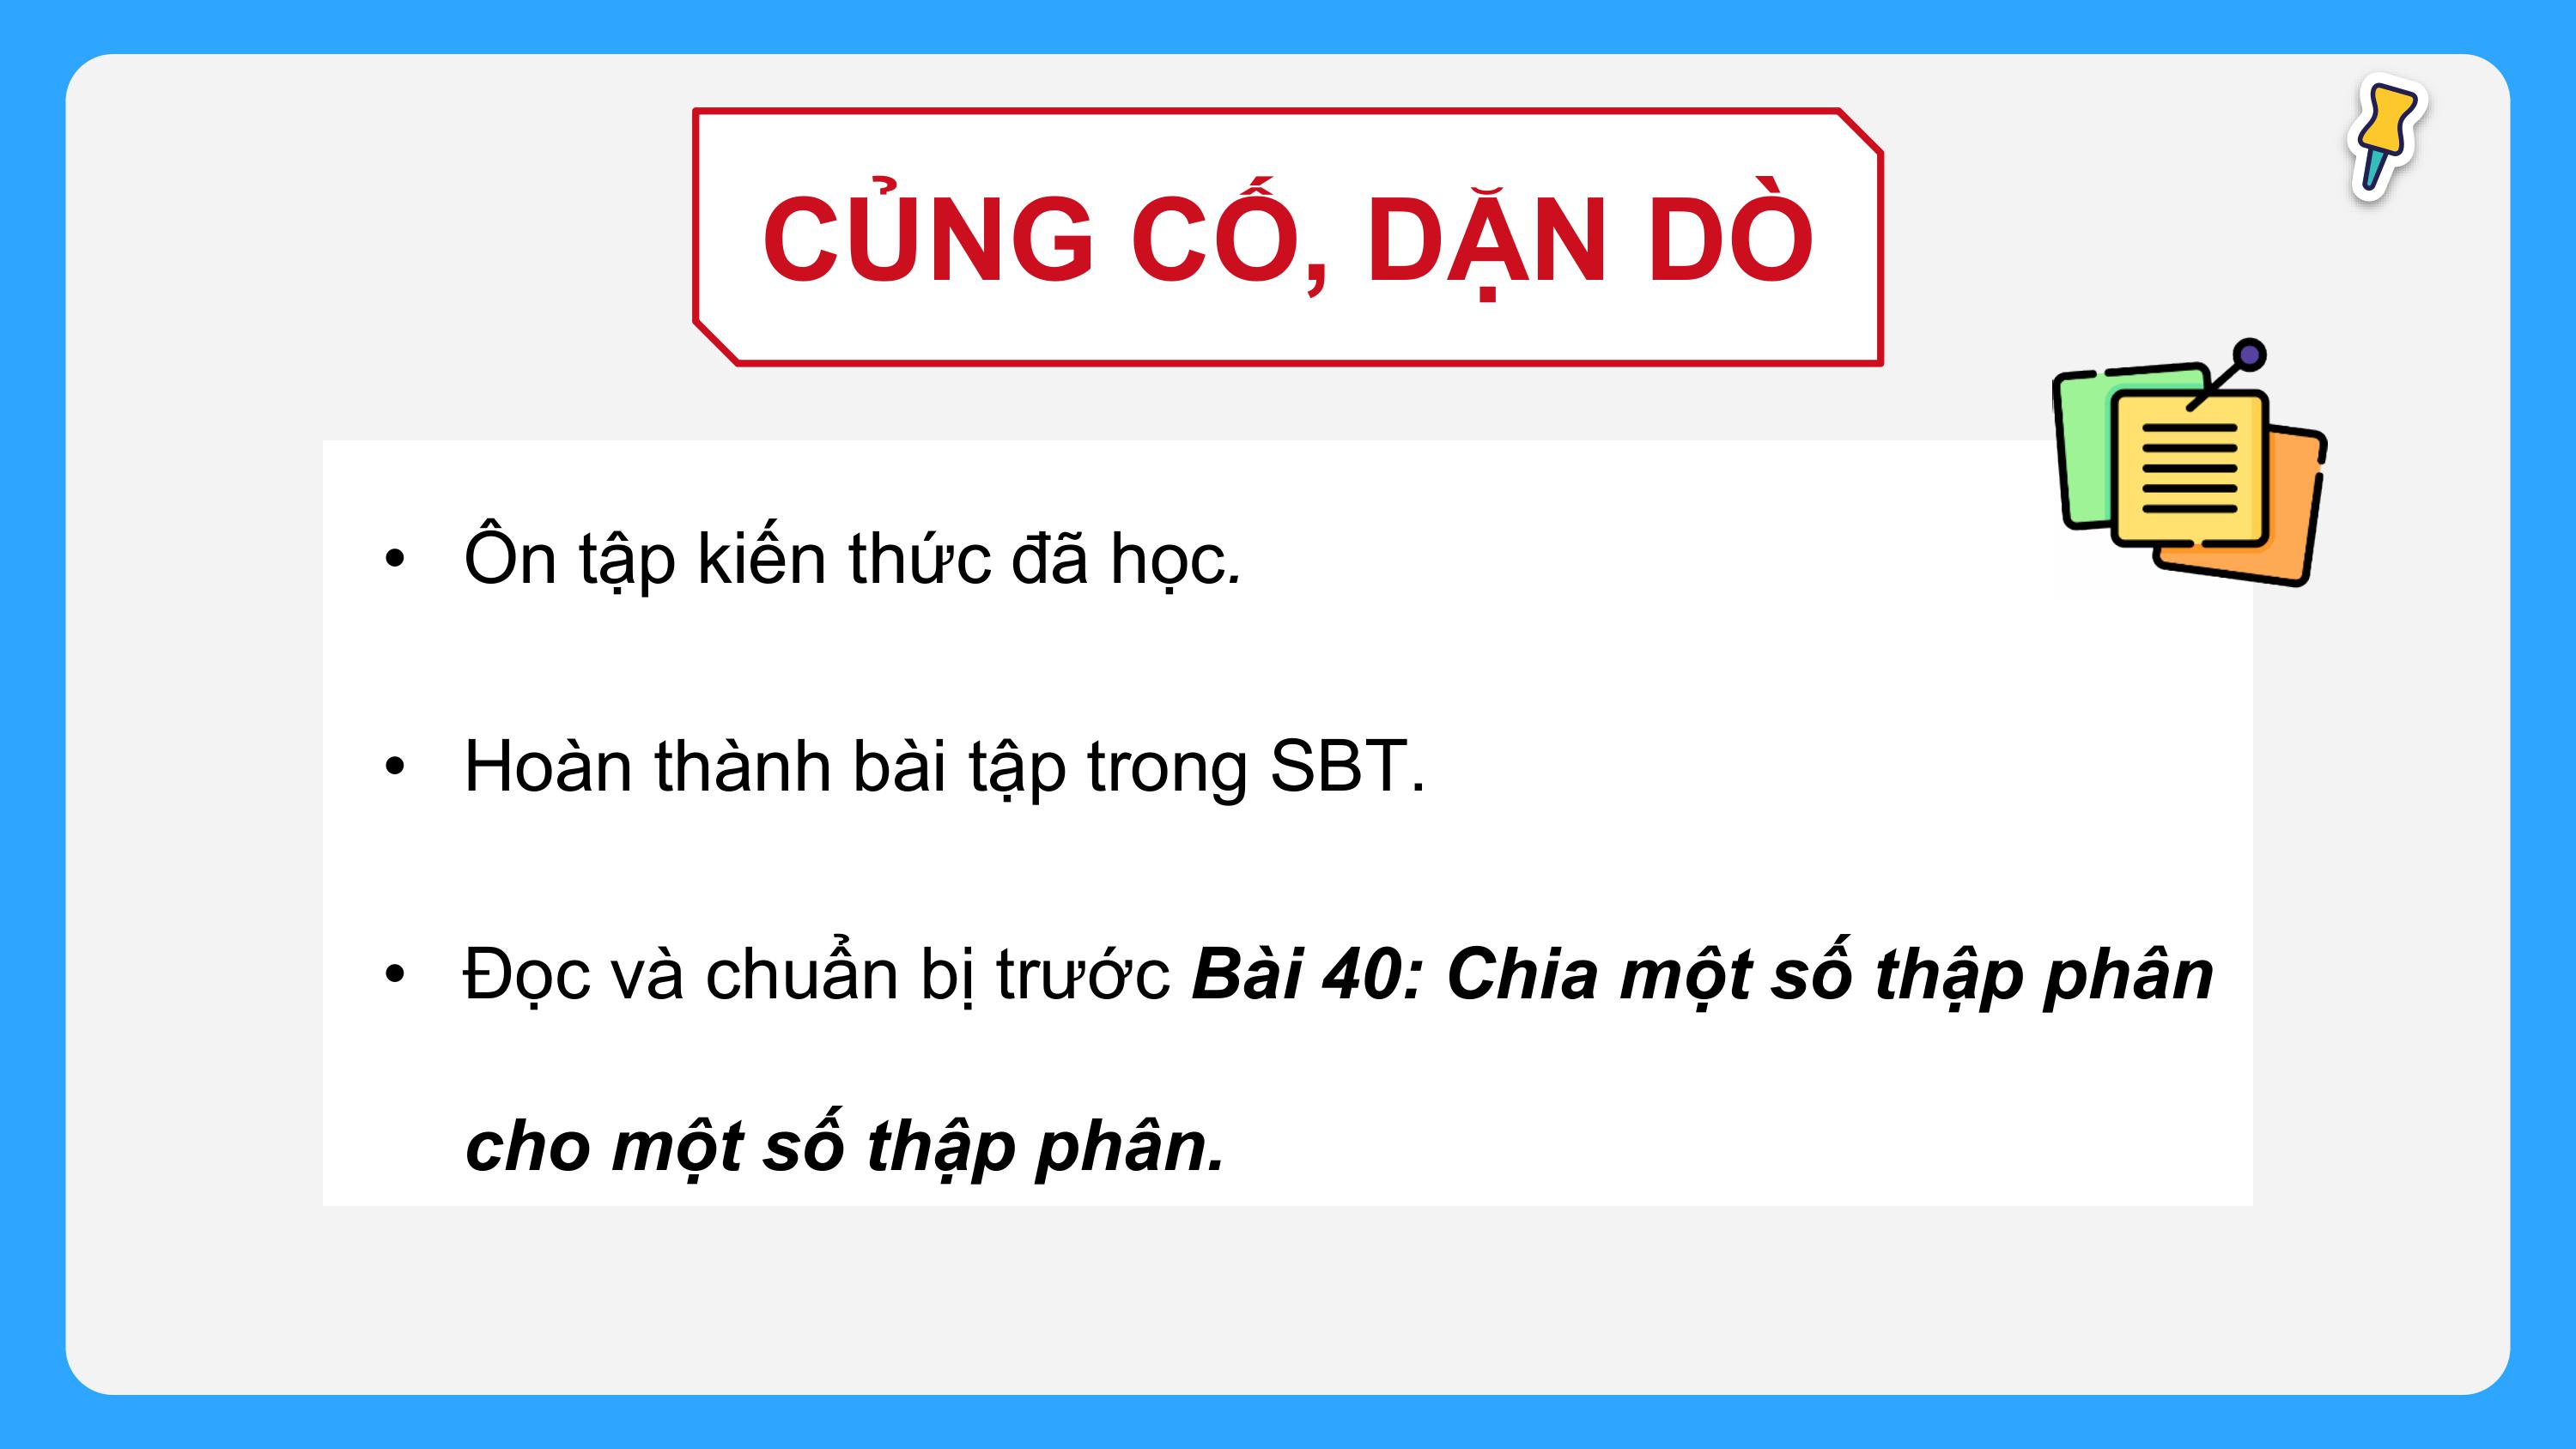 CỦNG CỐ, DẶN DÒ
• Ôn tập kiến thức đã học.
• Hoàn thành bài tập trong SBT.
• Đọc và chuẩn bị trước Bài 40: Chia một số thập phân
cho một số thập phân.